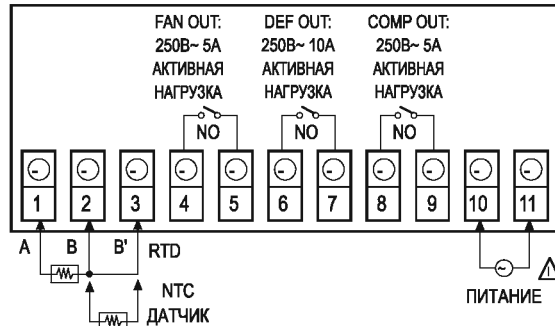 FAN OUT: DEF OUT: COMP OUT:
250В~ 5А 250В~ 10А 250В~ 5А
АКТИВНАЯ АКТИВНАЯ АКТИВНАЯ
НАГРУЗКА НАГРУЗКА НАГРУЗКА
NO NO NO
1 2 3 4 5 6 7 8 9 10 11
A B B' RTD
NTC
ДАТЧИК
ПИТАНИЕ